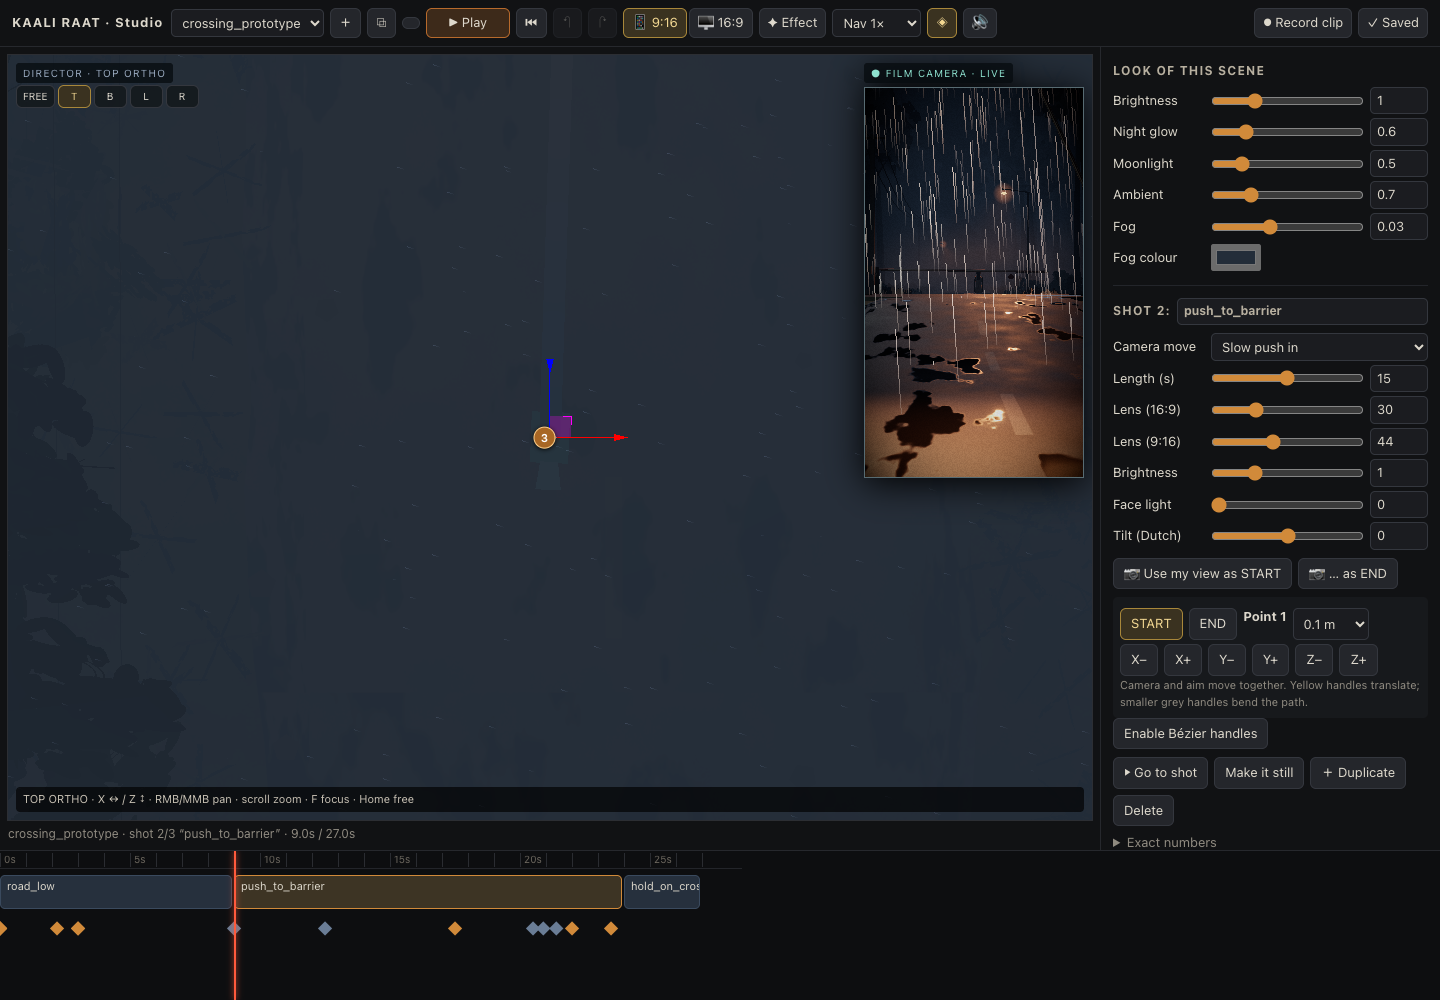 KAALI RAAT · Studio
crossing_prototype
+
Play
9:16
16:9
Effect
Nav 1×
Record clip
Saved
DIRECTOR · TOP ORTHO
FREE T B L R
FILM CAMERA · LIVE
3
TOP ORTHO · X ↔ / Z ↕ · RMB/MMB pan · scroll zoom · F focus · Home free
LOOK OF THIS SCENE
Brightness 1
Night glow 0.6
Moonlight 0.5
Ambient 0.7
Fog 0.03
Fog colour
SHOT 2: push_to_barrier
Camera move Slow push in
Length (s) 15
Lens (16:9) 30
Lens (9:16) 44
Brightness 1
Face light 0
Tilt (Dutch) 0
Use my view as START
... as END
START END Point 1 0.1 m
X− X+ Y− Y+ Z− Z+
Camera and aim move together. Yellow handles translate;
smaller grey handles bend the path.
Enable Bézier handles
Go to shot
Make it still
+ Duplicate
Delete
Exact numbers
crossing_prototype · shot 2/3 “push_to_barrier” · 9.0s / 27.0s
0s 5s 10s 15s 20s 25s
road_low
push_to_barrier
hold_on_cros